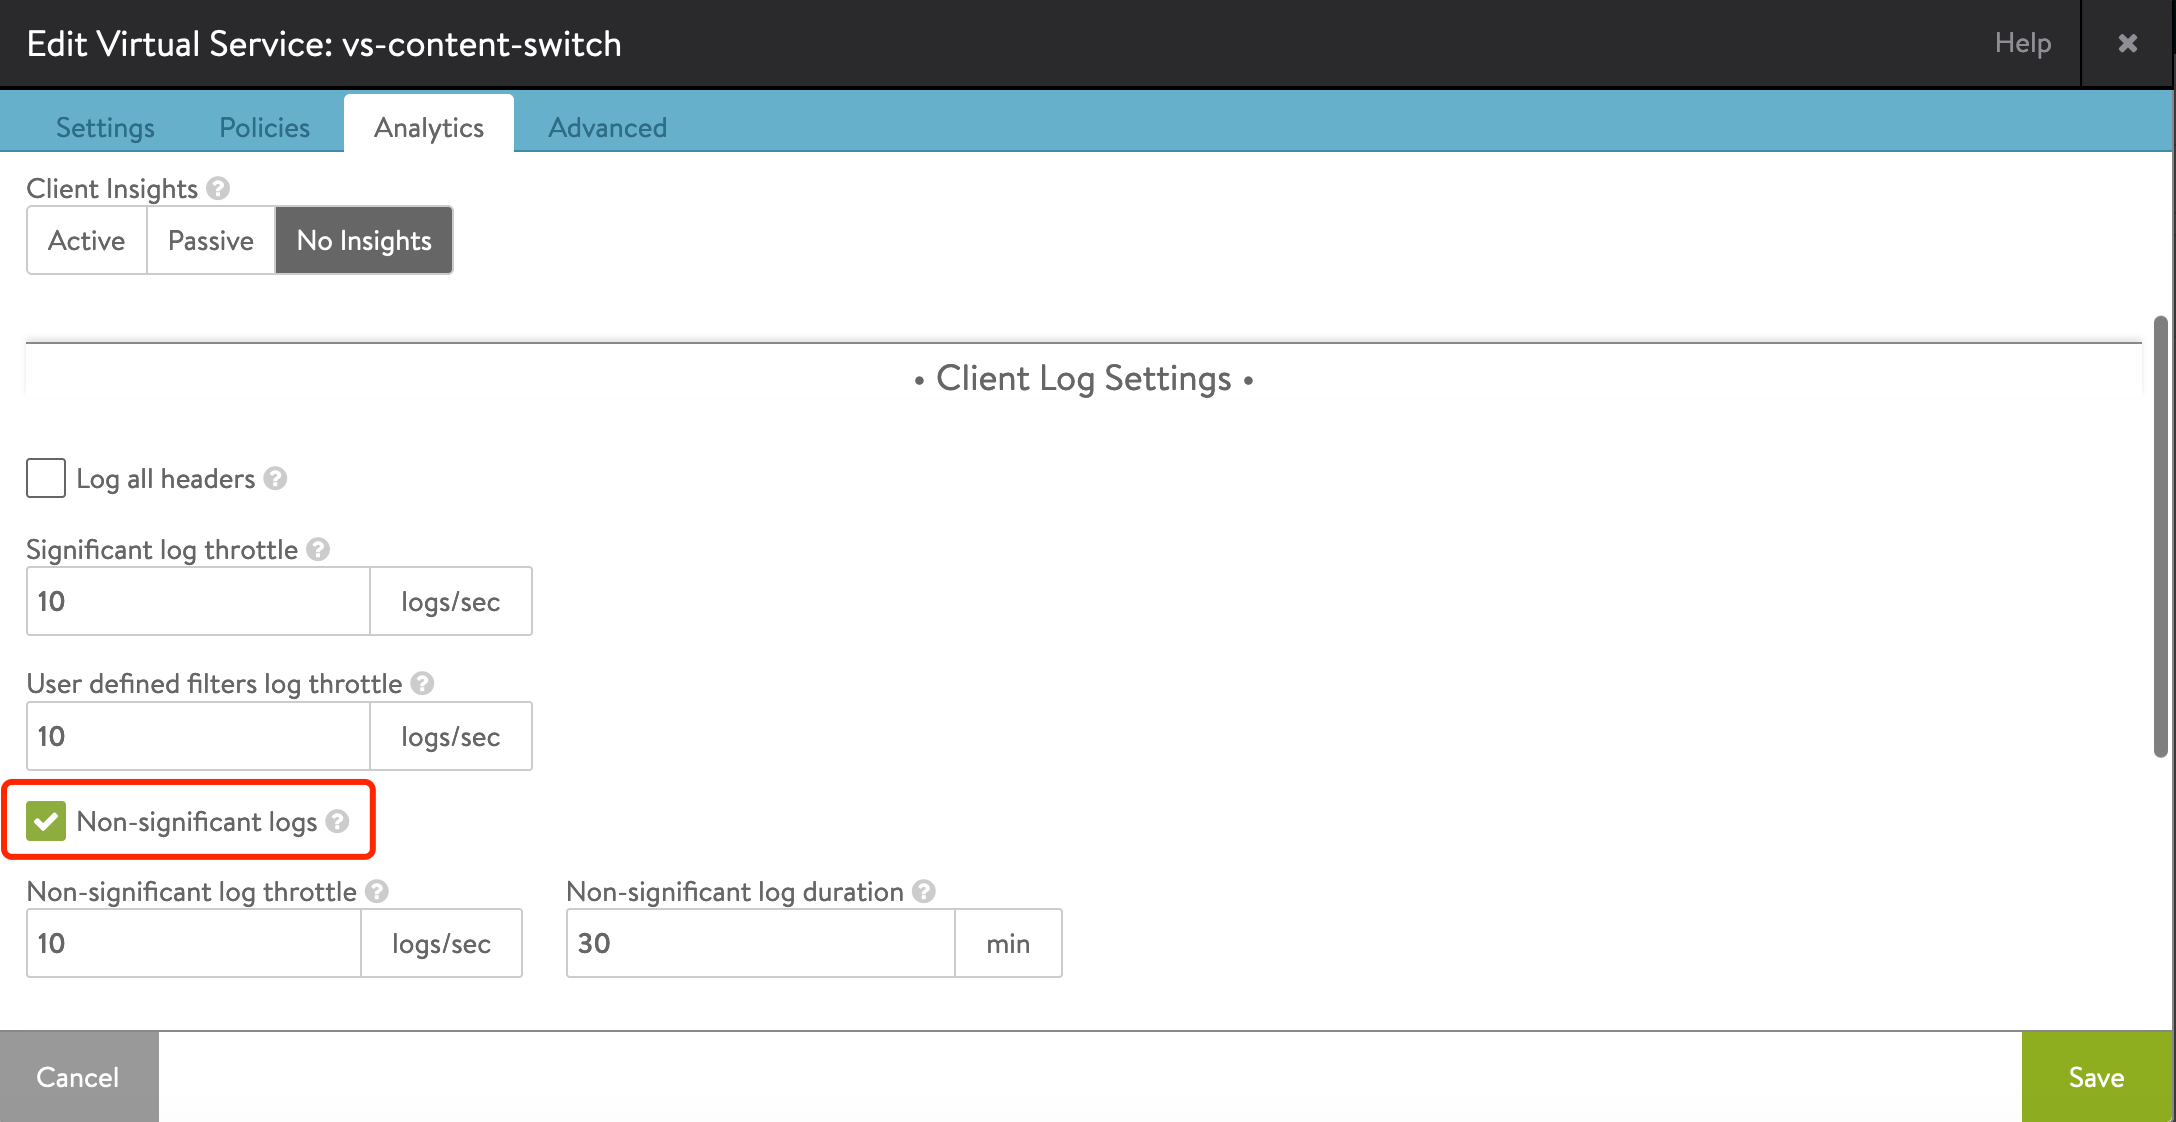 Edit Virtual Service: vs-content-switch
Help
Settings Policies Analytics Advanced
Client Insights
Active Passive No Insights
• Client Log Settings •
Log all headers
Significant log throttle
10 logs/sec
User defined filters log throttle
10 logs/sec
Non-significant logs
Non-significant log throttle Non-significant log duration
10 logs/sec 30 min
Cancel Save